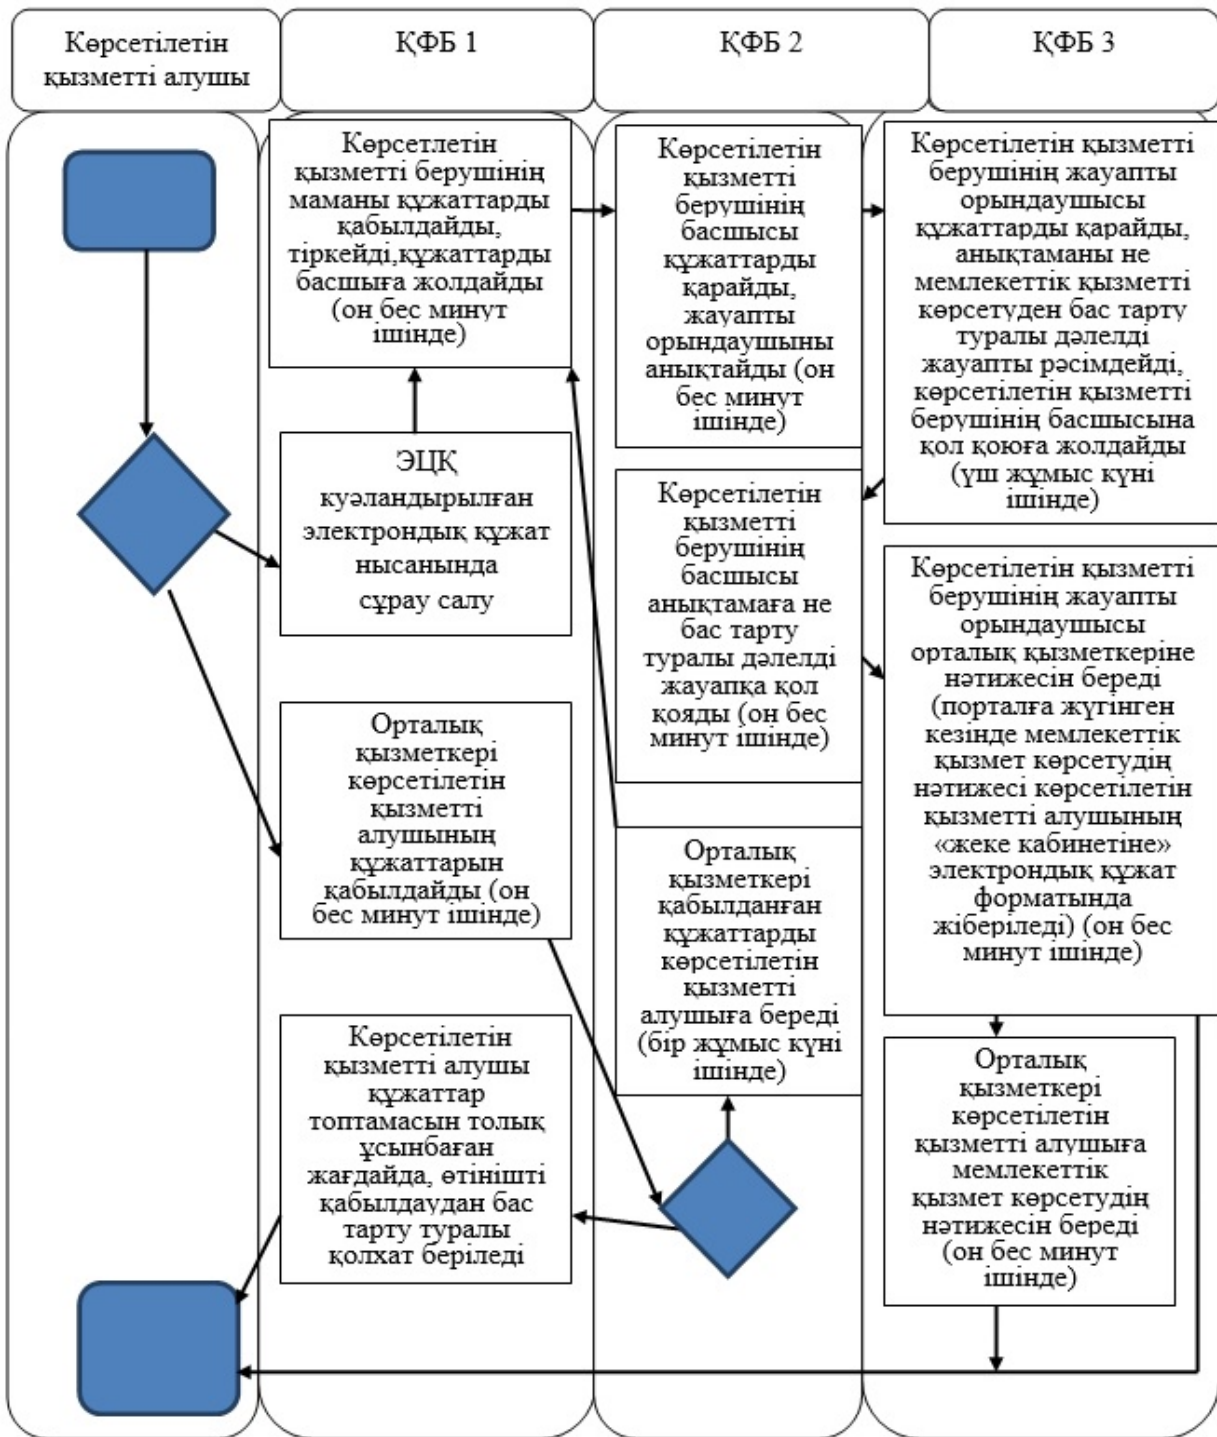 Көрсетілетін
қызметті алушы
ҚФБ 1
ҚФБ 2
ҚФБ 3
Көрсетлетін
қызметті берушінің
маманы құжаттарды
қабылдайды,
тіркейді,құжаттарды
басшыға жолдайды
(он бес минут
ішінде)
Көрсетілетін
қызметті
берушінің
басшысы
құжаттарды
қарайды,
жауапты
орындаушыны
анықтайды (он
бес минут
ішінде)
Көрсетілетін қызметті
берушінің жауапты
орындаушысы
құжаттарды қарайды,
анықтаманы не
мемлекеттік қызметті
көрсетуден бас тарту
туралы дәлелді
жауапты рәсімдейді,
көрсетілетін қызметті
берушінің басшысына
қол қоюға жолдайды
(үш жұмыс күні
ішінде)
ЭЦҚ
куәландырылған
электрондық құжат
нысанында
сұрау салу
Көрсетілетін
қызметті
берушінің
басшысы
анықтамаға не
бас тарту
туралы дәлелді
жауапқа қол
қояды (он бес
минут ішінде)
Көрсетілетін қызметті
берушінің жауапты
орындаушысы
орталық қызметкеріне
нәтижесін береді
(порталға жүгінген
кезінде мемлекеттік
қызмет көрсетудің
нәтижесі көрсетілетін
қызметті алушының
«жеке кабинетіне»
электрондық құжат
форматында
жіберіледі) (он бес
минут ішінде)
Орталық
қызметкері
көрсетілетін
қызметті
алушының
құжаттарын
қабылдайды (он
бес минут ішінде)
Орталық
қызметкері
қабылданған
құжаттарды
көрсетілетін
қызметті
алушыға береді
(бір жұмыс күні
ішінде)
Көрсетілетін
қызметті алушы
құжаттар
топтамасын толық
ұсынбаған
жағдайда, өтінішті
қабылдаудан бас
тарту туралы
қолхат беріледі
Орталық
қызметкері
көрсетілетін
қызметті алушыға
мемлекеттік
қызмет көрсетудің
нәтижесін береді
(он бес минут
ішінде)